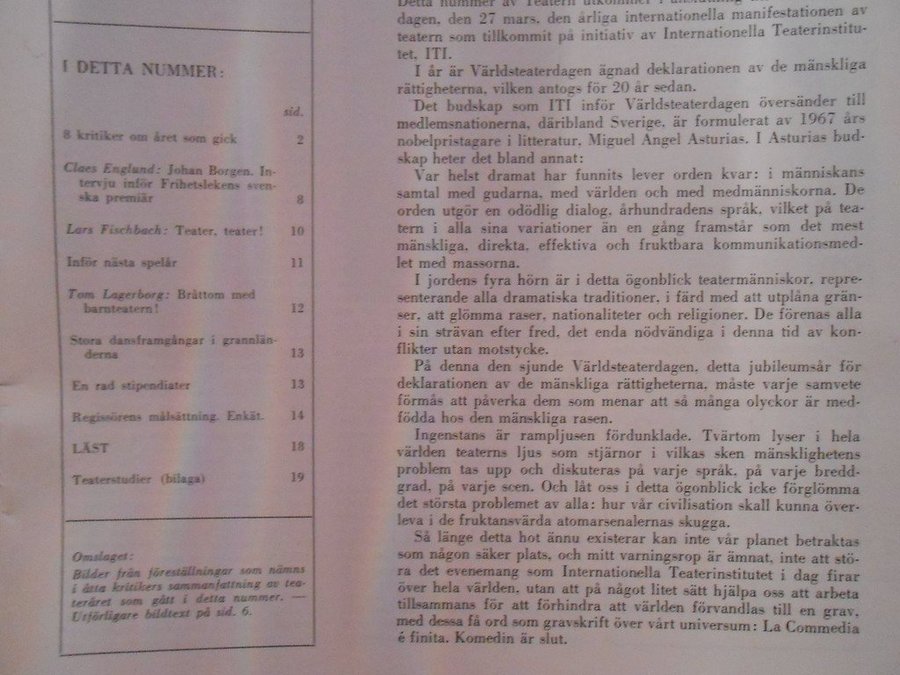 I DETTA NUMMER:
sid.
8 kritiker om året som gick 2
Claes Englund: Johan Borgen. In-
tervju inför Frihetslekens sven-
ska premiär 8
Lars Fischbach: Teater, teater! 10
Inför nästa spelår 11
Tom Lagerborg: Bråttom med
barnteatern! 12
Stora dansframgångar i grannlän-
derna 13
En rad stipendiater 13
Regissörens målsättning. Enkät. 14
LÄST 18
Teaterstudier (bilaga) 19
Omslaget:
Bilder från föreställningar som nämns
i åtta kritikers sammanfattning av tea-
teråret som gått i detta nummer. —
Utförligare bildtext på sid. 6.
Detta nummer av Teatern utkommer i anslutning
dagen, den 27 mars, den årliga internationella manifestationen av
teatern som tillkommit på initiativ av Internationella Teaterinstitu-
tet, ITI.
I år är Världsteaterdagen ägnad deklarationen av de mänskliga
rättigheterna, vilken antogs för 20 år sedan.
Det budskap som ITI inför Världsteaterdagen översänder till
medlemsnationerna, däribland Sverige, är formulerat av 1967 års
nobelpristagare i litteratur, Miguel Angel Asturias. I Asturias bud-
skap heter det bland annat:
Var helst dramat har funnits lever orden kvar: i människans
samtal med gudarna, med världen och med medmänniskorna. De
orden utgör en odödlig dialog, århundradens språk, vilket på tea-
tern i alla sina variationer än en gång framstår som det mest
mänskliga, direkta, effektiva och fruktbara kommunikationsmed-
let med massorna.
I jordens fyra hörn är i detta ögonblick teatermänniskor, repre-
senterande alla dramatiska traditioner, i färd med att utplåna grän-
ser, att glömma raser, nationaliteter och religioner. De förenas alla
i sin strävan efter fred, det enda nödvändiga i denna tid av kon-
flikter utan motstycke.
På denna den sjunde Världsteaterdagen, detta jubileumsår för
deklarationen av de mänskliga rättigheterna, måste varje samvete
förmås att påverka dem som menar att så många olyckor är med-
födda hos den mänskliga rasen.
Ingenstans är rampljusen fördunklade. Tvärtom lyser i hela
världen teaterns ljus som stjärnor i vilkas sken mänsklighetens
problem tas upp och diskuteras på varje språk, på varje bredd-
grad, på varje scen. Och låt oss i detta ögonblick icke förglömma
det största problemet av alla: hur vår civilisation skall kunna över-
leva i de fruktansvärda atomarsenalernas skugga.
Så länge detta hot ännu existerar kan inte vår planet betraktas
som någon säker plats, och mitt varningsrop är ämnat, inte att stö-
ra det evenemang som Internationella Teaterinstitutet i dag firar
över hela världen, utan att på något litet sätt hjälpa oss att arbeta
tillsammans för att förhindra att världen förvandlas till en grav,
med dessa få ord som gravskrift över vårt universum: La Commedia
é finita. Komedin är slut.